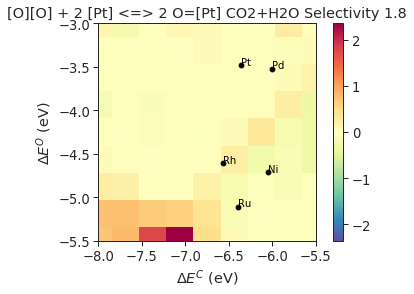 [O][O] + 2 [Pt] <=> 2 O=[Pt] CO2+H2O Selectivity 1.8
−3.0
−3.5
−4.0
−4.5
−5.0
−5.5
ΔE^O (eV)
Pt
Pd
Rh
Ni
Ru
−8.0 −7.5 −7.0 −6.5 −6.0 −5.5
ΔE^C (eV)
2
1
0
−1
−2